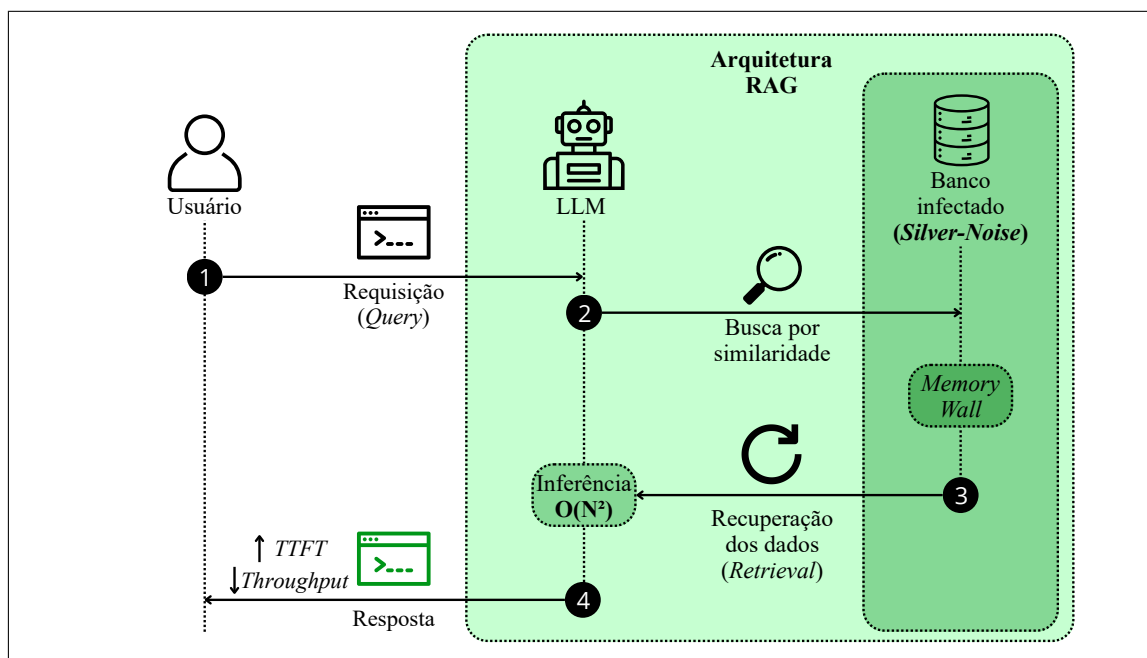 Arquitetura
RAG
Usuário
LLM
Banco
infectado
(Silver-Noise)
>_--
1
Requisição
(Query)
2
Busca por
similaridade
Memory
Wall
3
Inferência
O(N²)
Recuperação
dos dados
(Retrieval)
↑ TTFT
↓Throughput
>_--
4
Resposta